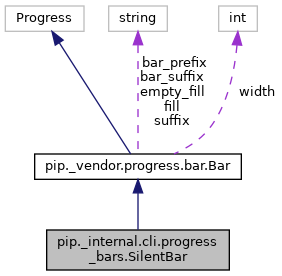 Progress
string
int
bar_prefix
bar_suffix
empty_fill
fill
suffix
width
pip._vendor.progress.bar.Bar
pip._internal.cli.progress
_bars.SilentBar